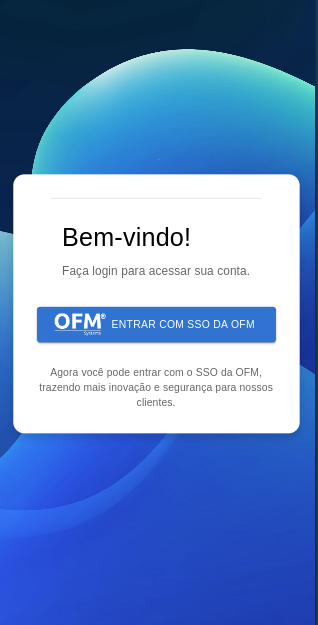 Bem-vindo!
Faça login para acessar sua conta.
OFM® Systems ENTRAR COM SSO DA OFM
Agora você pode entrar com o SSO da OFM,
trazendo mais inovação e segurança para nossos
clientes.